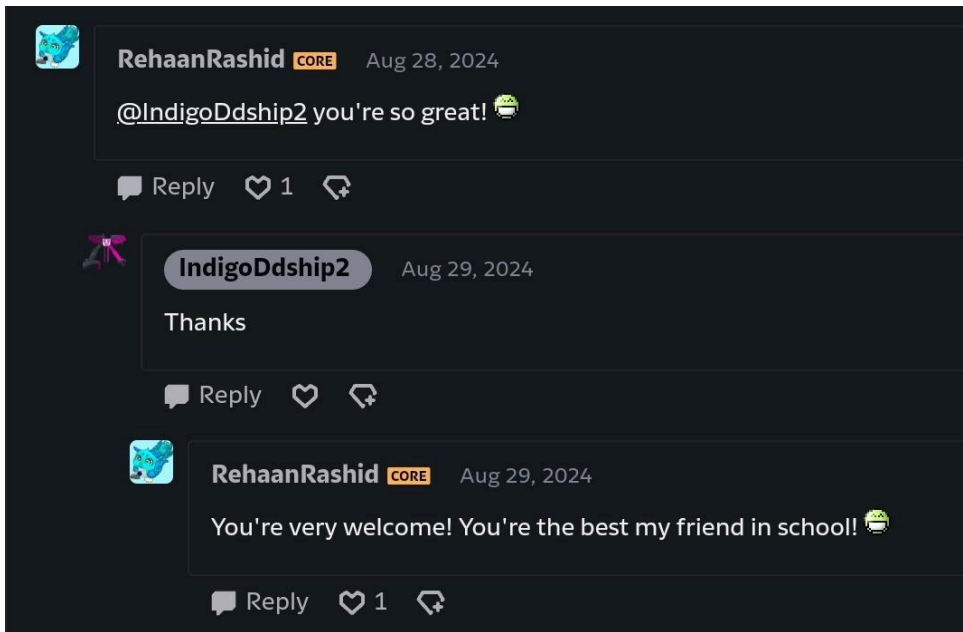 RehaanRashid CORE Aug 28, 2024
@IndigoDdship2 you're so great!
Reply 1
IndigoDdship2 Aug 29, 2024
Thanks
Reply
RehaanRashid CORE Aug 29, 2024
You're very welcome! You're the best my friend in school!
Reply 1